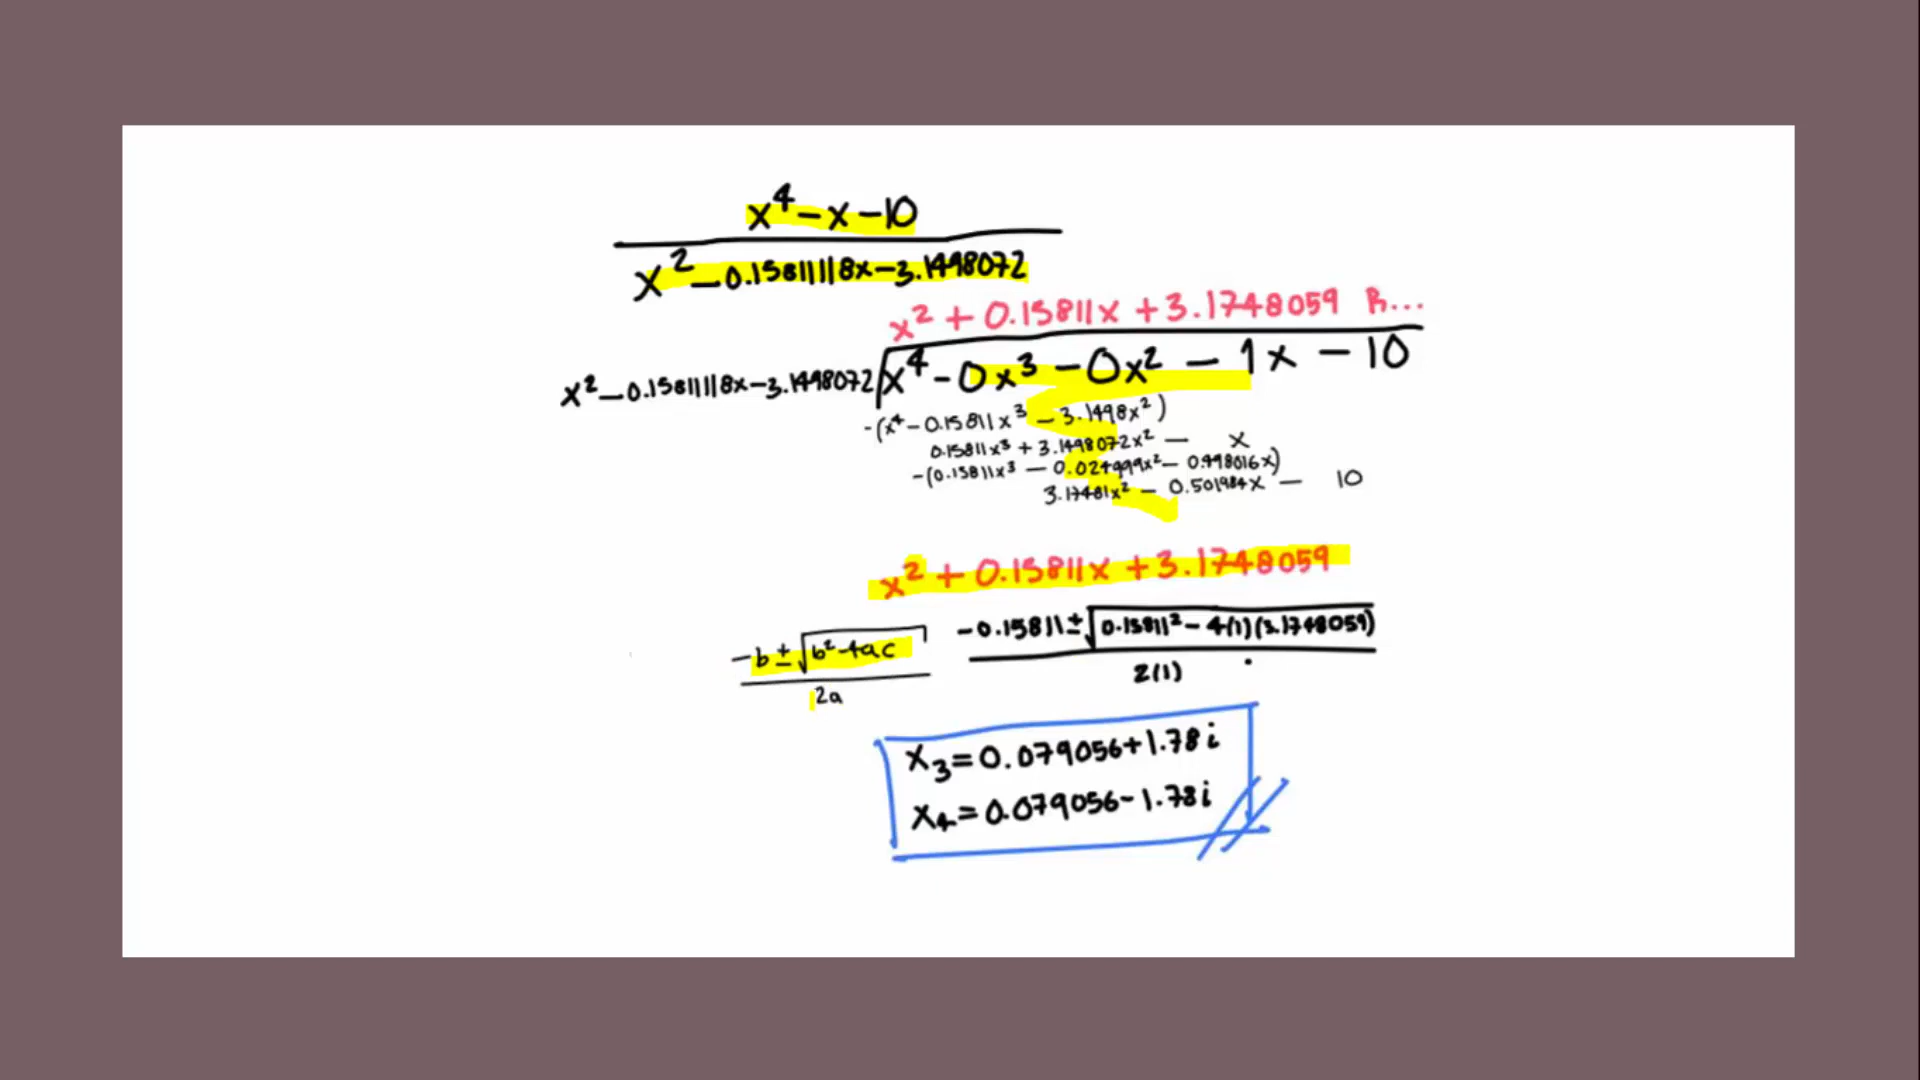 x⁴ - x - 10
x² - 0.15811118x - 3.1498072
x² + 0.15811x + 3.1748059 R...
x² - 0.15811118x - 3.1498072 x⁴ - 0x³ - 0x² - 1x - 10
-(x⁴ - 0.15811x³ - 3.1498x²)
0.15811x³ + 3.1498072x² - x
-(0.15811x³ - 0.024999x² - 0.498016x)
3.17481x² - 0.501984x - 10
x² + 0.15811x + 3.1748059
-b ± √b² - 4ac
2a
-0.15811 ± √0.15811² - 4(1)(3.1748059)
2(1)
x₃ = 0.079056 + 1.78i
x₄ = 0.079056 - 1.78i